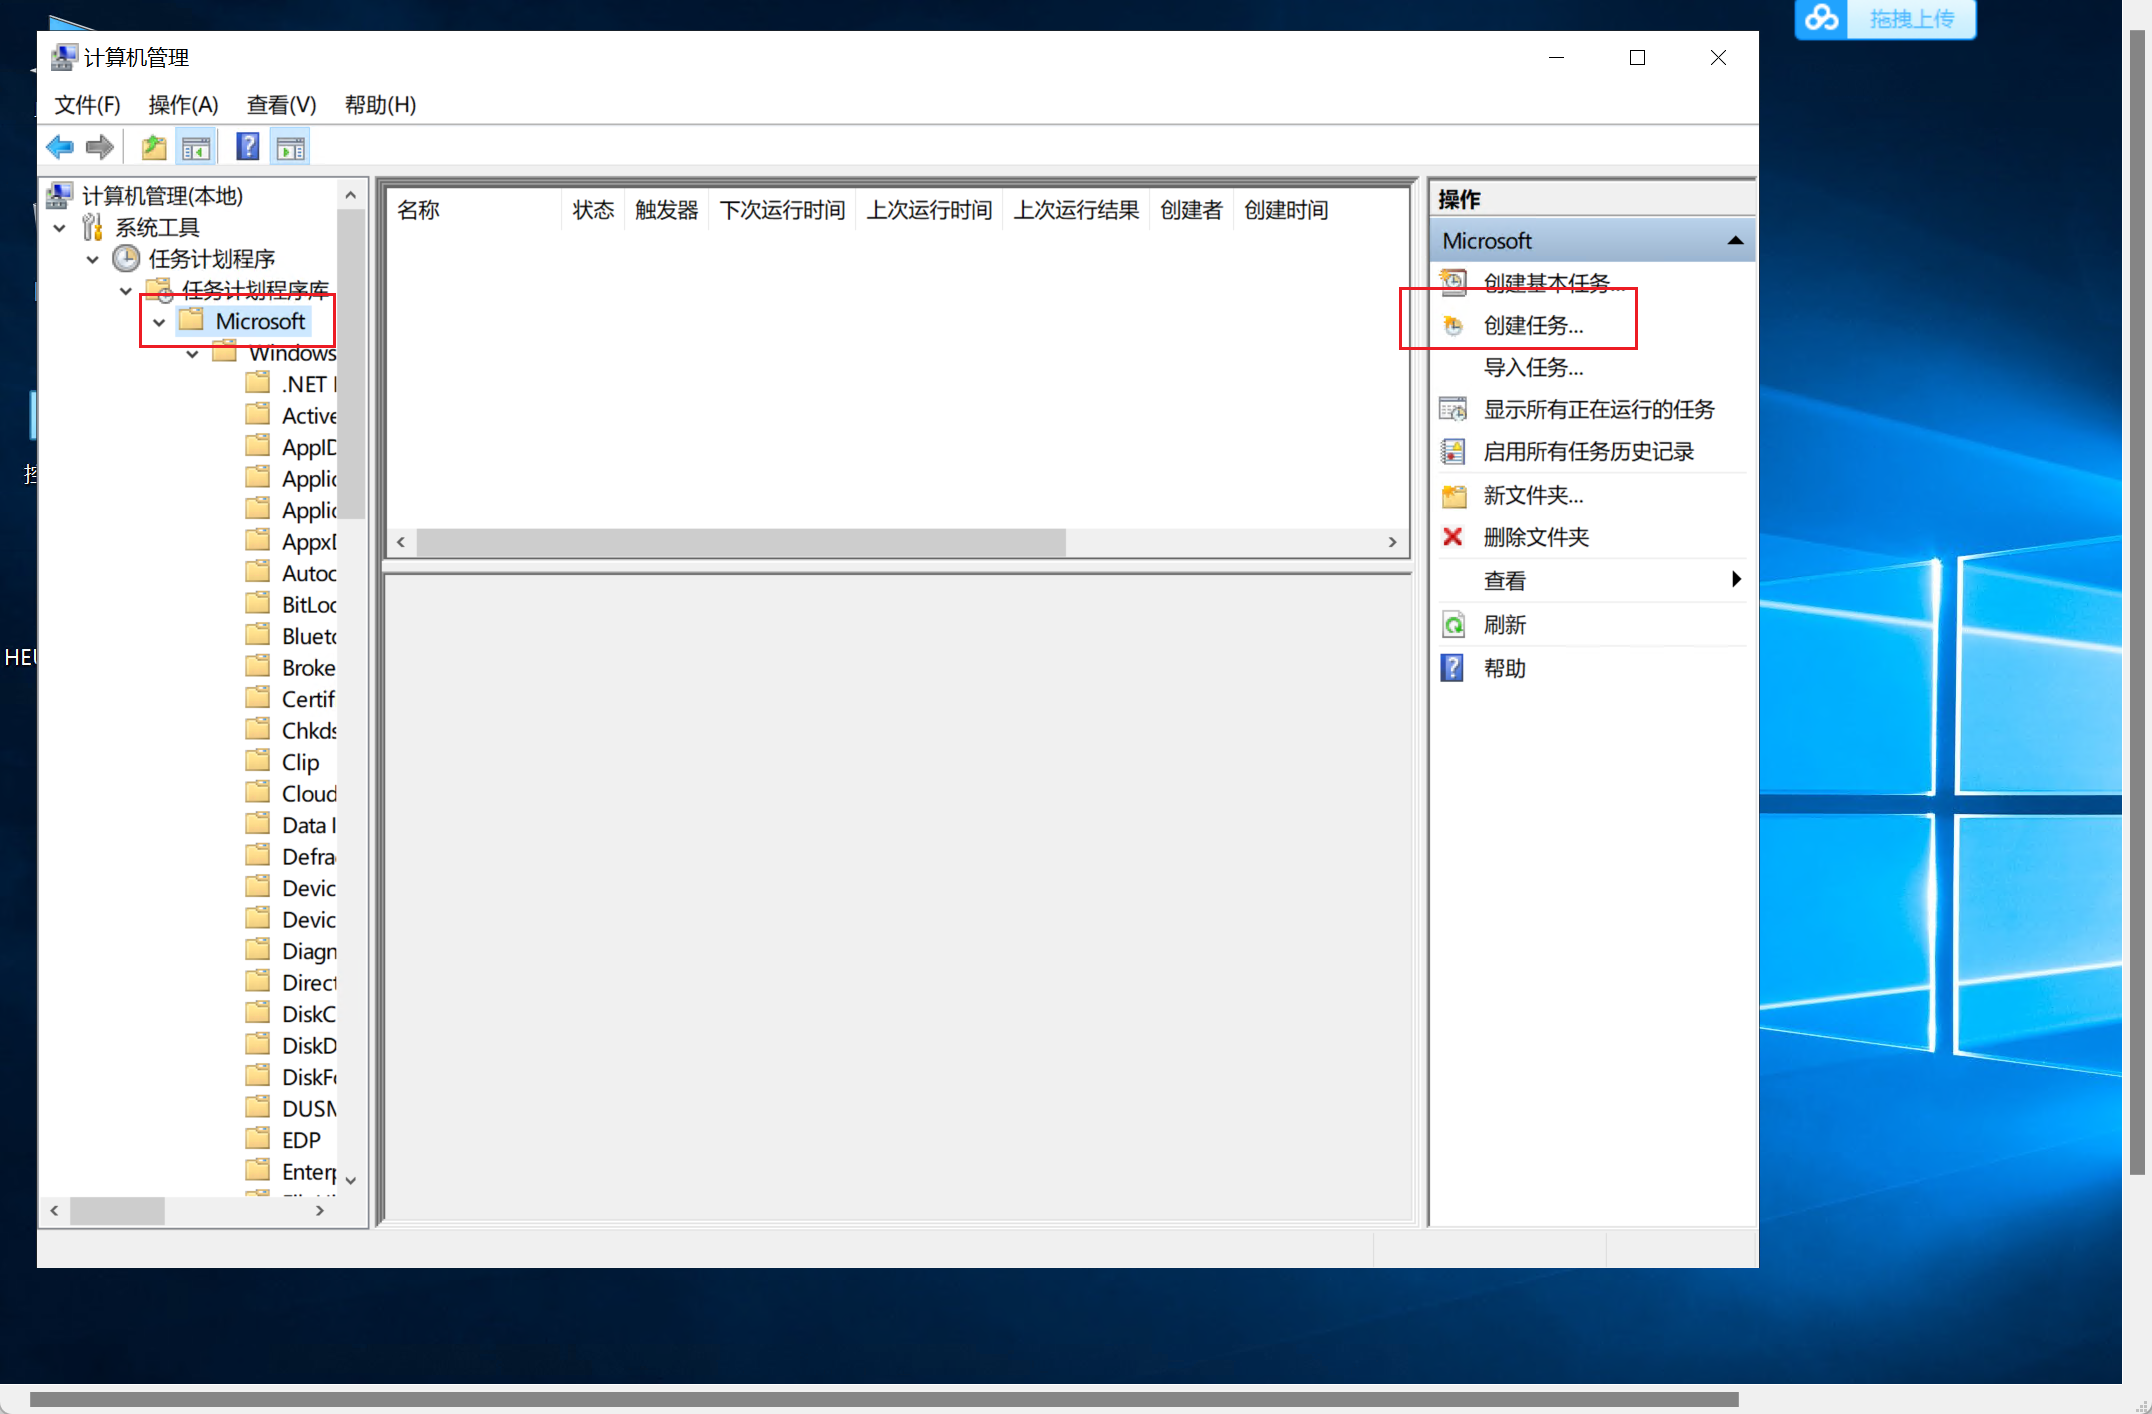 拖拽上传
计算机管理
文件(F) 操作(A) 查看(V) 帮助(H)
计算机管理(本地)
系统工具
任务计划程序
任务计划程序库
Microsoft
Windows
.NET
Active
AppID
Applic
Applic
AppxD
Autoc
BitLoc
Blueto
Broke
Certif
Chkds
Clip
Cloud
Data
Defra
Devic
Devic
Diagn
Direct
DiskC
DiskD
DiskFo
DUSM
EDP
Enterp
名称 状态 触发器 下次运行时间 上次运行时间 上次运行结果 创建者 创建时间
操作
Microsoft
创建基本任务...
创建任务...
导入任务...
显示所有正在运行的任务
启用所有任务历史记录
新文件夹...
删除文件夹
查看
刷新
帮助
控
HEU